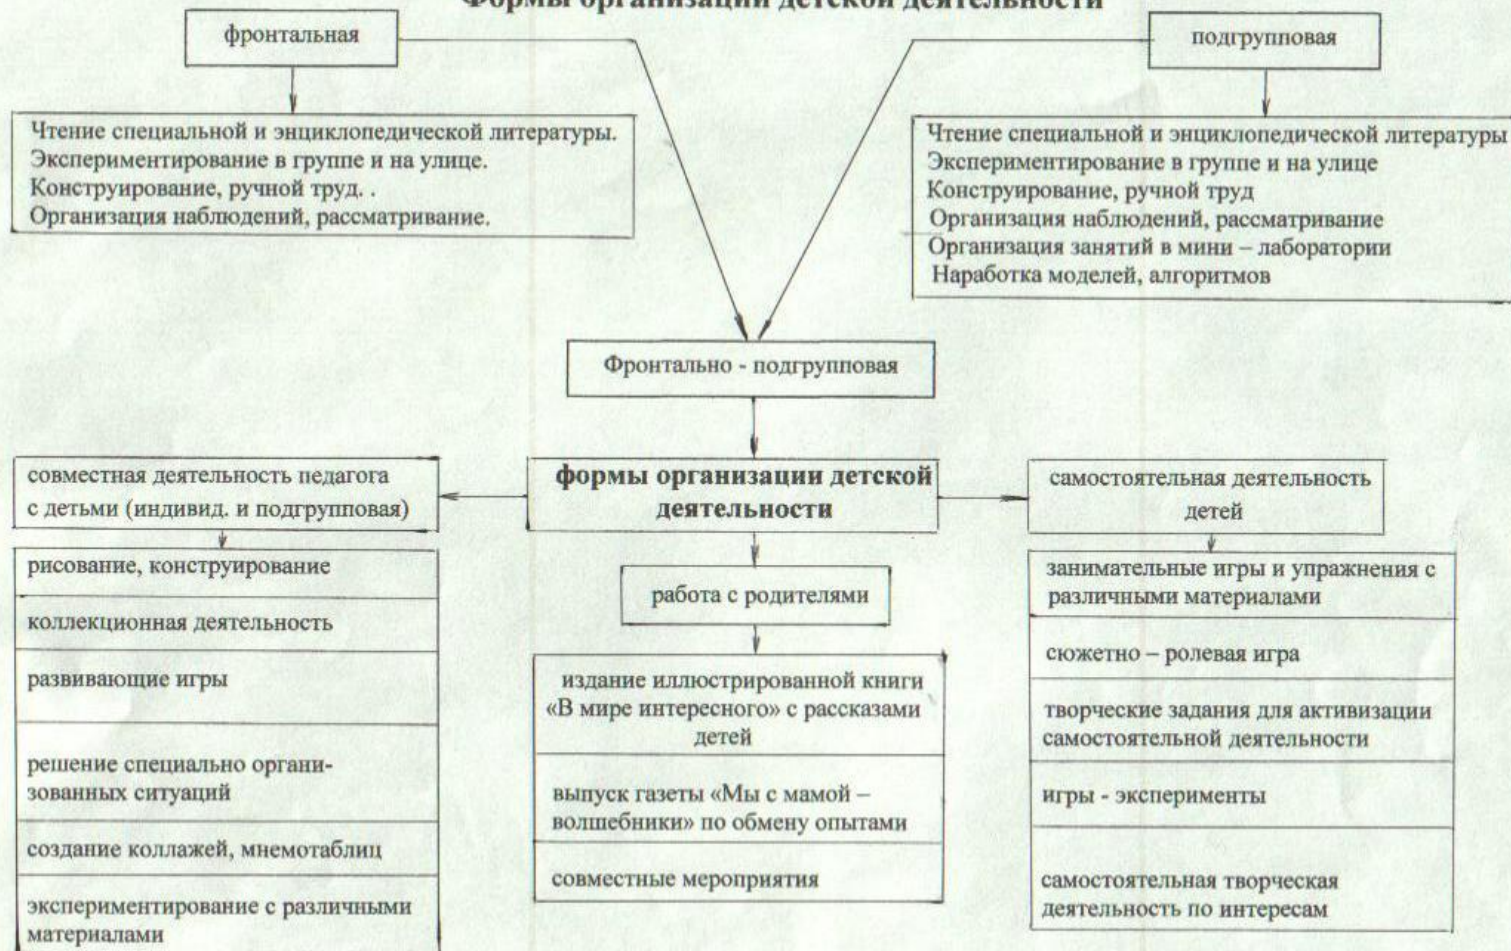 Формы организации детской деятельности
фронтальная
подгрупповая
Чтение специальной и энциклопедической литературы.
Экспериментирование в группе и на улице.
Конструирование, ручной труд. .
Организация наблюдений, рассматривание.
Чтение специальной и энциклопедической литературы
Экспериментирование в группе и на улице
Конструирование, ручной труд
Организация наблюдений, рассматривание
Организация занятий в мини – лаборатории
Наработка моделей, алгоритмов
Фронтально - подгрупповая
совместная деятельность педагога
с детьми (индивид. и подгрупповая)
формы организации детской
деятельности
самостоятельная деятельность
детей
рисование, конструирование
коллекционная деятельность
развивающие игры
решение специально органи-
зованных ситуаций
создание коллажей, мнемотаблиц
экспериментирование с различными
материалами
работа с родителями
издание иллюстрированной книги
«В мире интересного» с рассказами
детей
выпуск газеты «Мы с мамой –
волшебники» по обмену опытами
совместные мероприятия
занимательные игры и упражнения с
различными материалами
сюжетно – ролевая игра
творческие задания для активизации
самостоятельной деятельности
игры - эксперименты
самостоятельная творческая
деятельность по интересам